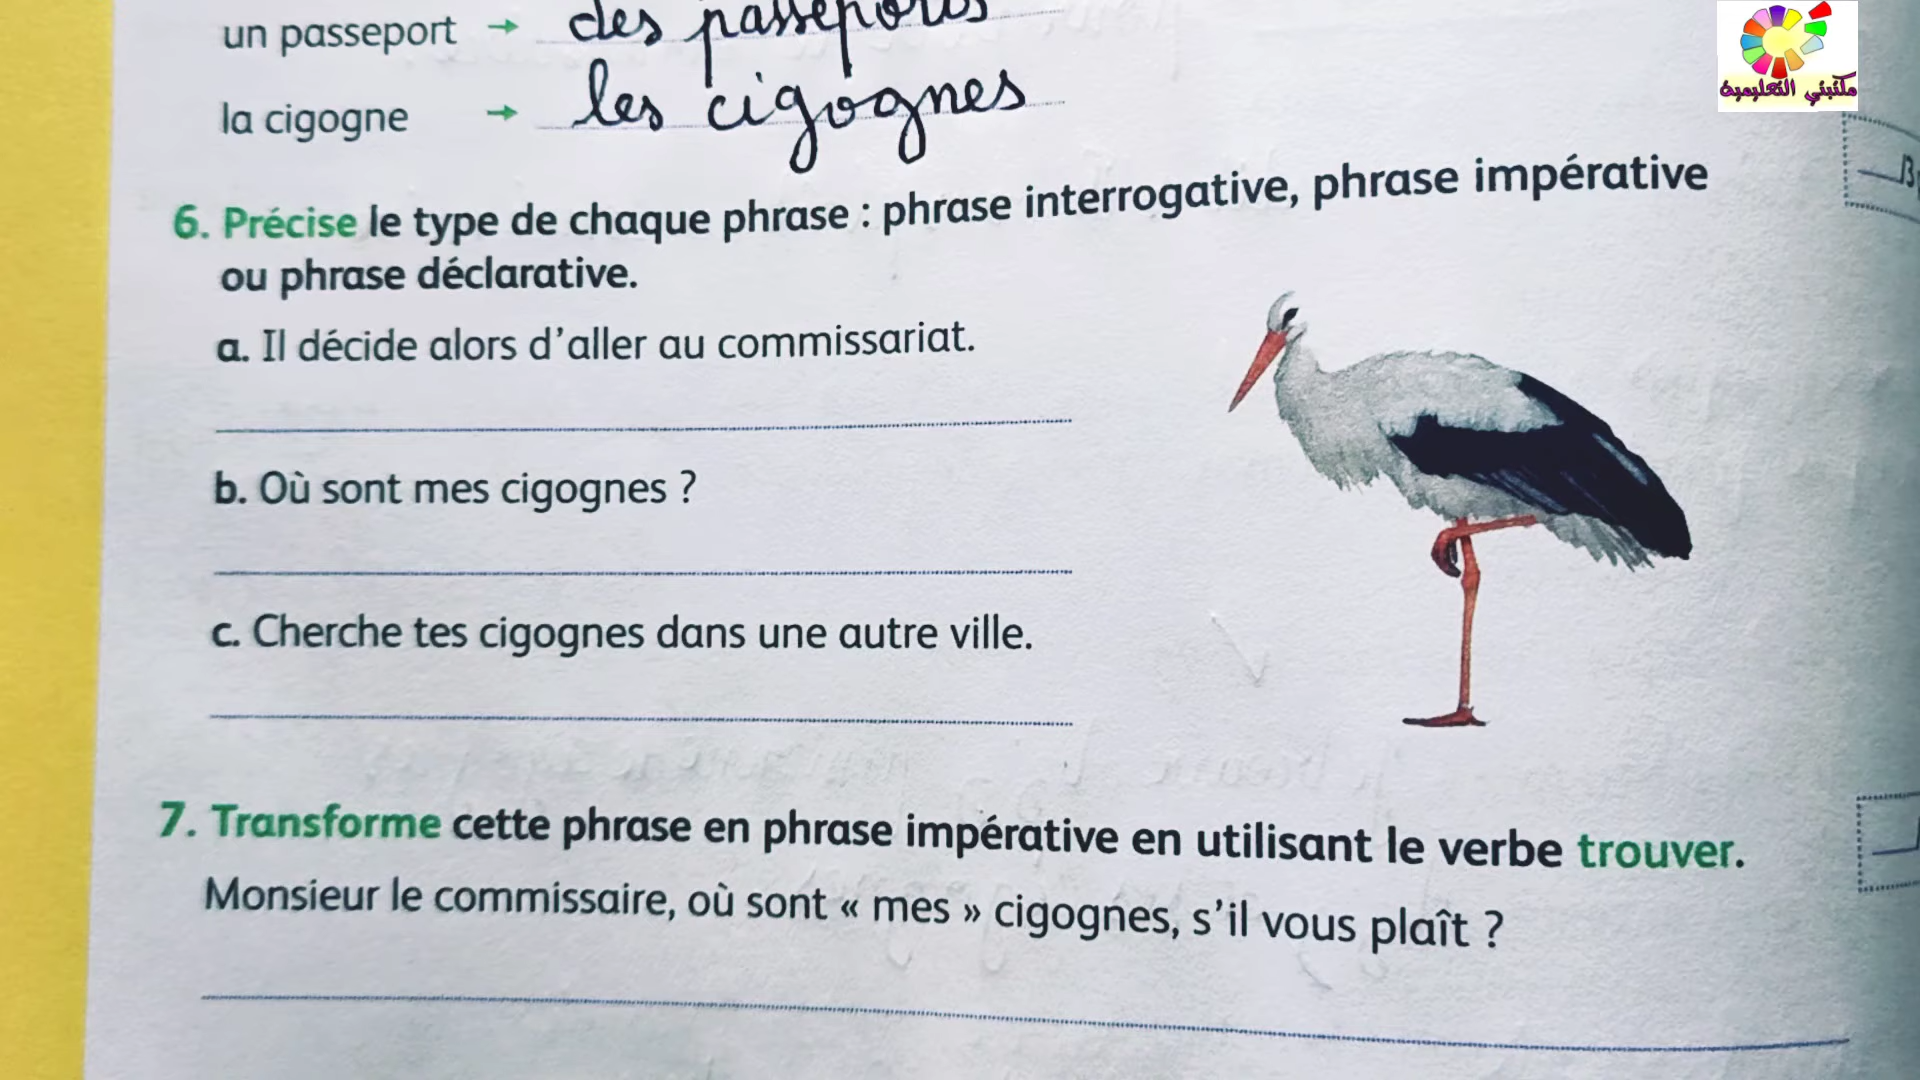 un passeport → des passeports
la cigogne → les cigognes
6. Précise le type de chaque phrase : phrase interrogative, phrase impérative
ou phrase déclarative.
a. Il décide alors d'aller au commissariat.
b. Où sont mes cigognes ?
c. Cherche tes cigognes dans une autre ville.
7. Transforme cette phrase en phrase impérative en utilisant le verbe trouver.
Monsieur le commissaire, où sont « mes » cigognes, s'il vous plaît ?
مكتبتي التعليمية